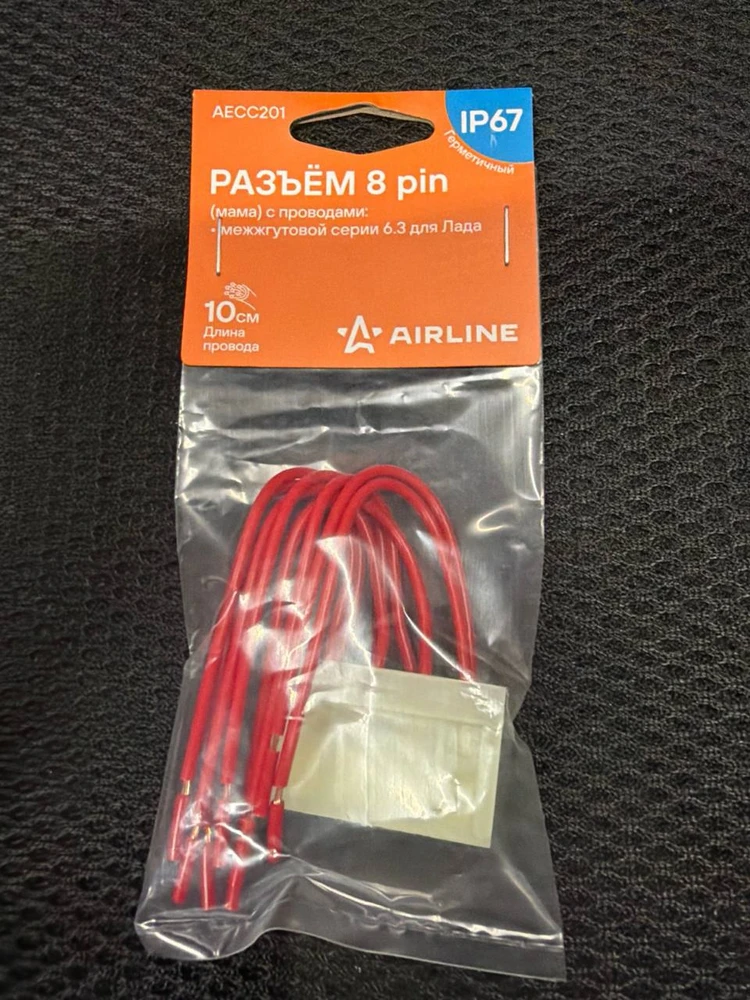 AECC201
IP67
Герметичный
РАЗЪЁМ 8 pin
(мама) с проводами:
• межжгутовой серии 6.3 для Лада
10см
Длина
провода
AIRLINE